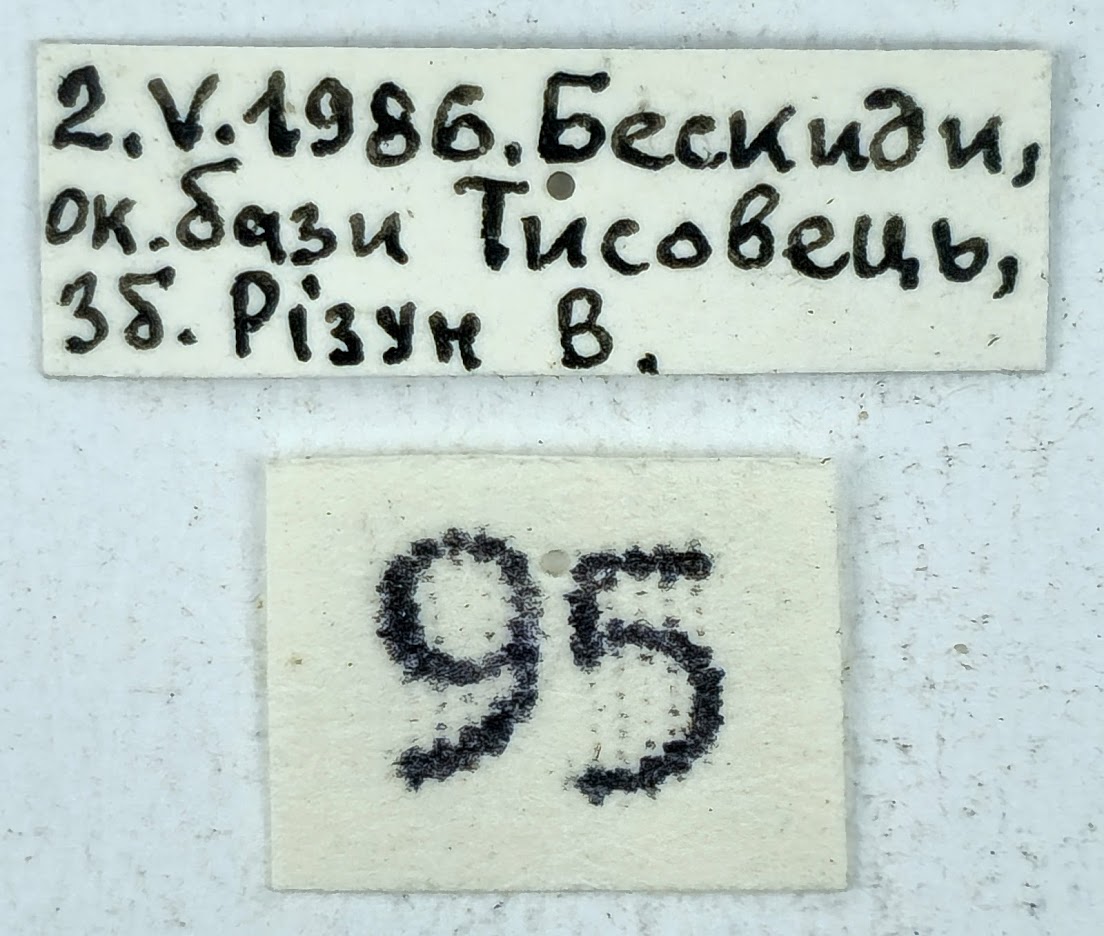 2.V.1986.Бескиди,
ок.бази Тисовець,
Зб. Різун В.
95